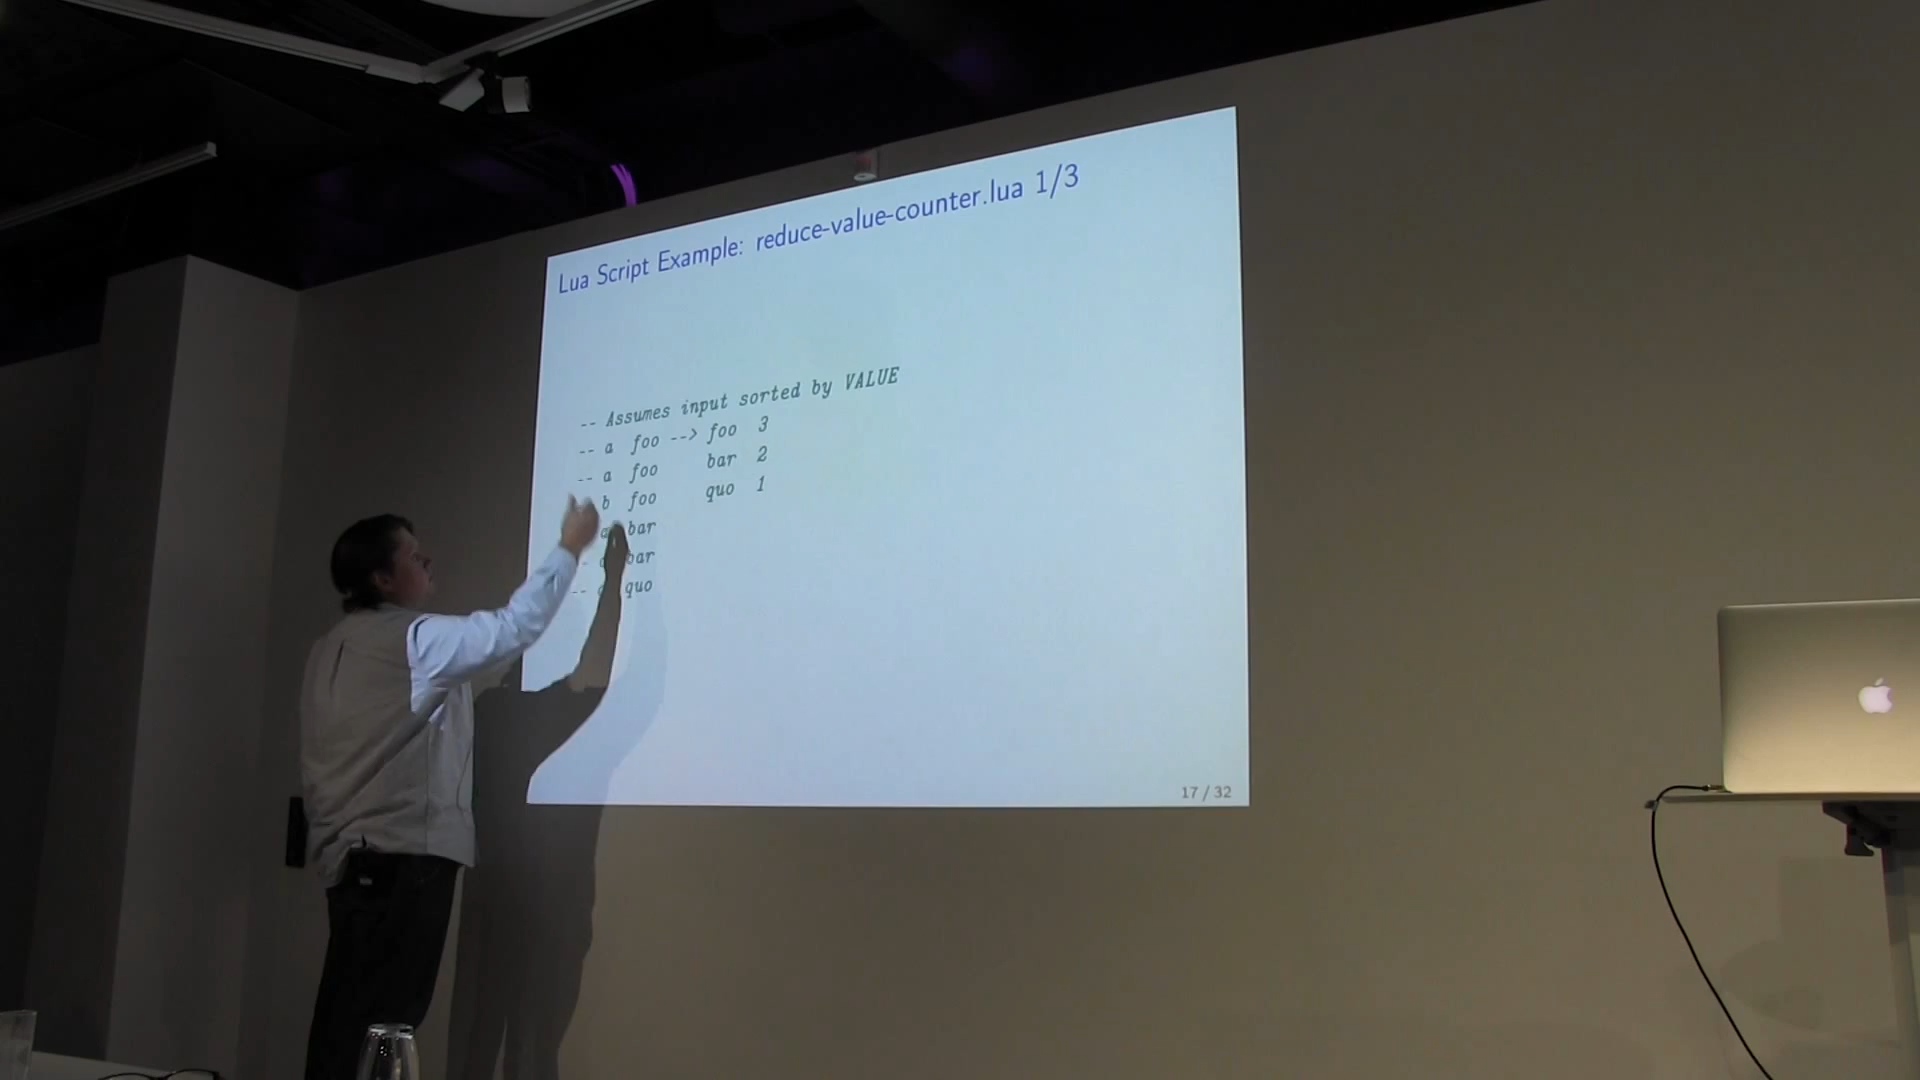 Lua Script Example: reduce-value-counter.lua 1/3
-- Assumes input sorted by VALUE
-- a foo --> foo 3
-- a foo bar 2
b foo quo 1
a bar
- bar
-- quo
17 / 32